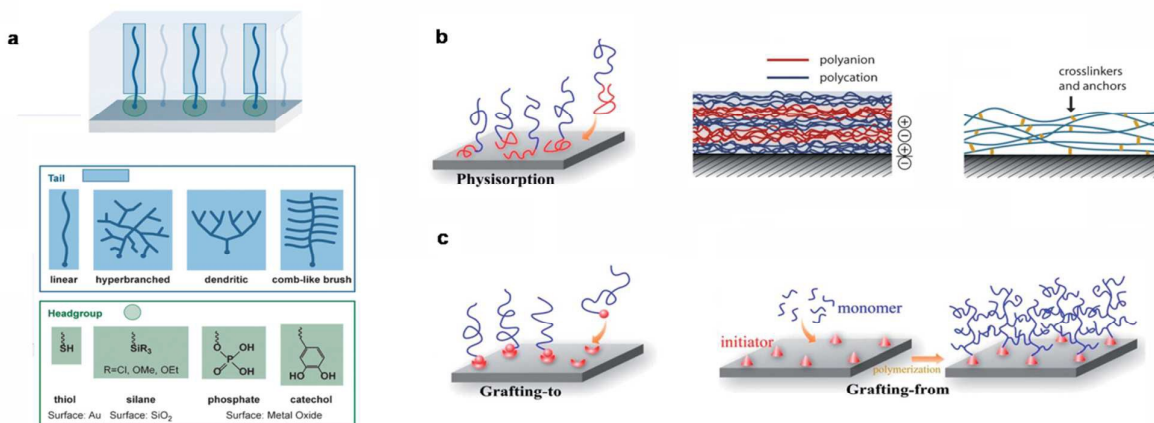 a
Tail
linear hyperbranched dendritic comb-like brush
Headgroup
SH
SiR3
R=Cl, OMe, OEt
O
P
OH
O
OH
HO
OH
thiol silane phosphate catechol
Surface: Au Surface: SiO2 Surface: Metal Oxide
b
Physisorption
polyanion
polycation
+
−
+
−
crosslinkers
and anchors
c
Grafting-to
monomer
initiator
polymerization
Grafting-from